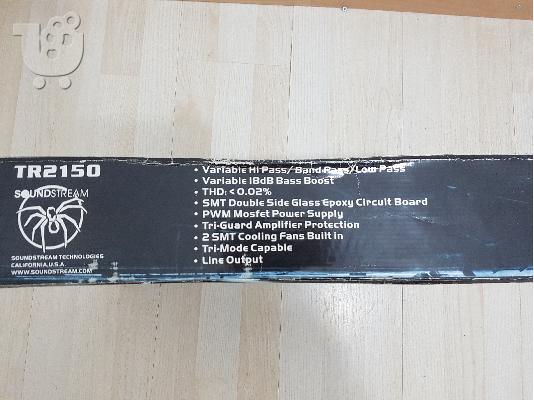 TR2150
SOUNDSTREAM
SOUNDSTREAM TECHNOLOGIES
CALIFORNIA,U.S.A.
WWW.SOUNDSTREAM.COM
• Variable Hi Pass/ Band Pass/Low Pass
• Variable 18dB Bass Boost
• THD: <0.02%
• SMT Double Side Glass Epoxy Circuit Board
• PWM Mosfet Power Supply
• Tri-Guard Amplifier Protection
• 2 SMT Cooling Fans Built In
• Tri-Mode Capable
• Line Output